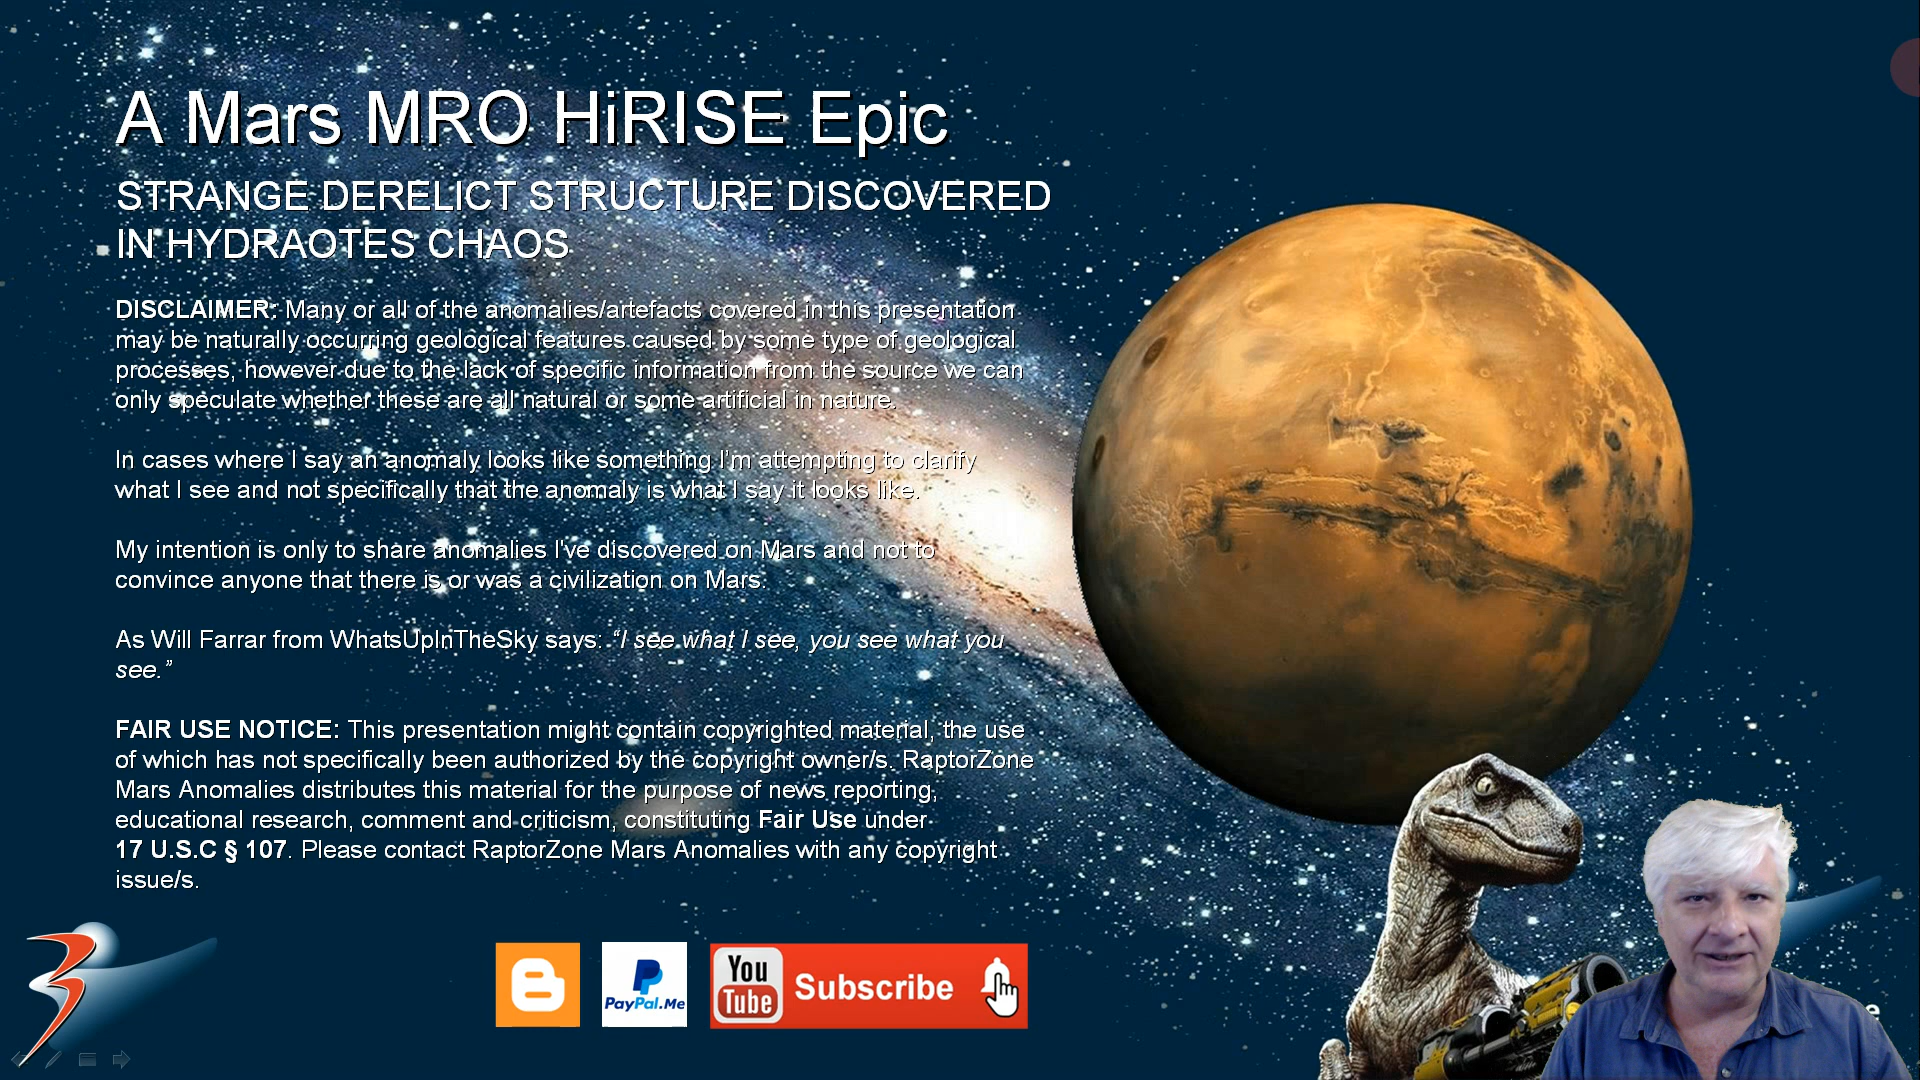 A Mars MRO HiRISE Epic
STRANGE DERELICT STRUCTURE DISCOVERED
IN HYDRAOTES CHAOS
DISCLAIMER: Many or all of the anomalies/artefacts covered in this presentation
may be naturally occurring geological features caused by some type of geological
processes, however due to the lack of specific information from the source we can
only speculate whether these are all natural or some artificial in nature.
In cases where I say an anomaly looks like something I'm attempting to clarify
what I see and not specifically that the anomaly is what I say it looks like.
My intention is only to share anomalies I've discovered on Mars and not to
convince anyone that there is or was a civilization on Mars.
As Will Farrar from WhatsUpInTheSky says: “I see what I see, you see what you
see.”
FAIR USE NOTICE: This presentation might contain copyrighted material, the use
of which has not specifically been authorized by the copyright owner/s. RaptorZone
Mars Anomalies distributes this material for the purpose of news reporting,
educational research, comment and criticism, constituting Fair Use under
17 U.S.C § 107. Please contact RaptorZone Mars Anomalies with any copyright
issue/s.
PayPal.Me
You
Tube
Subscribe
e